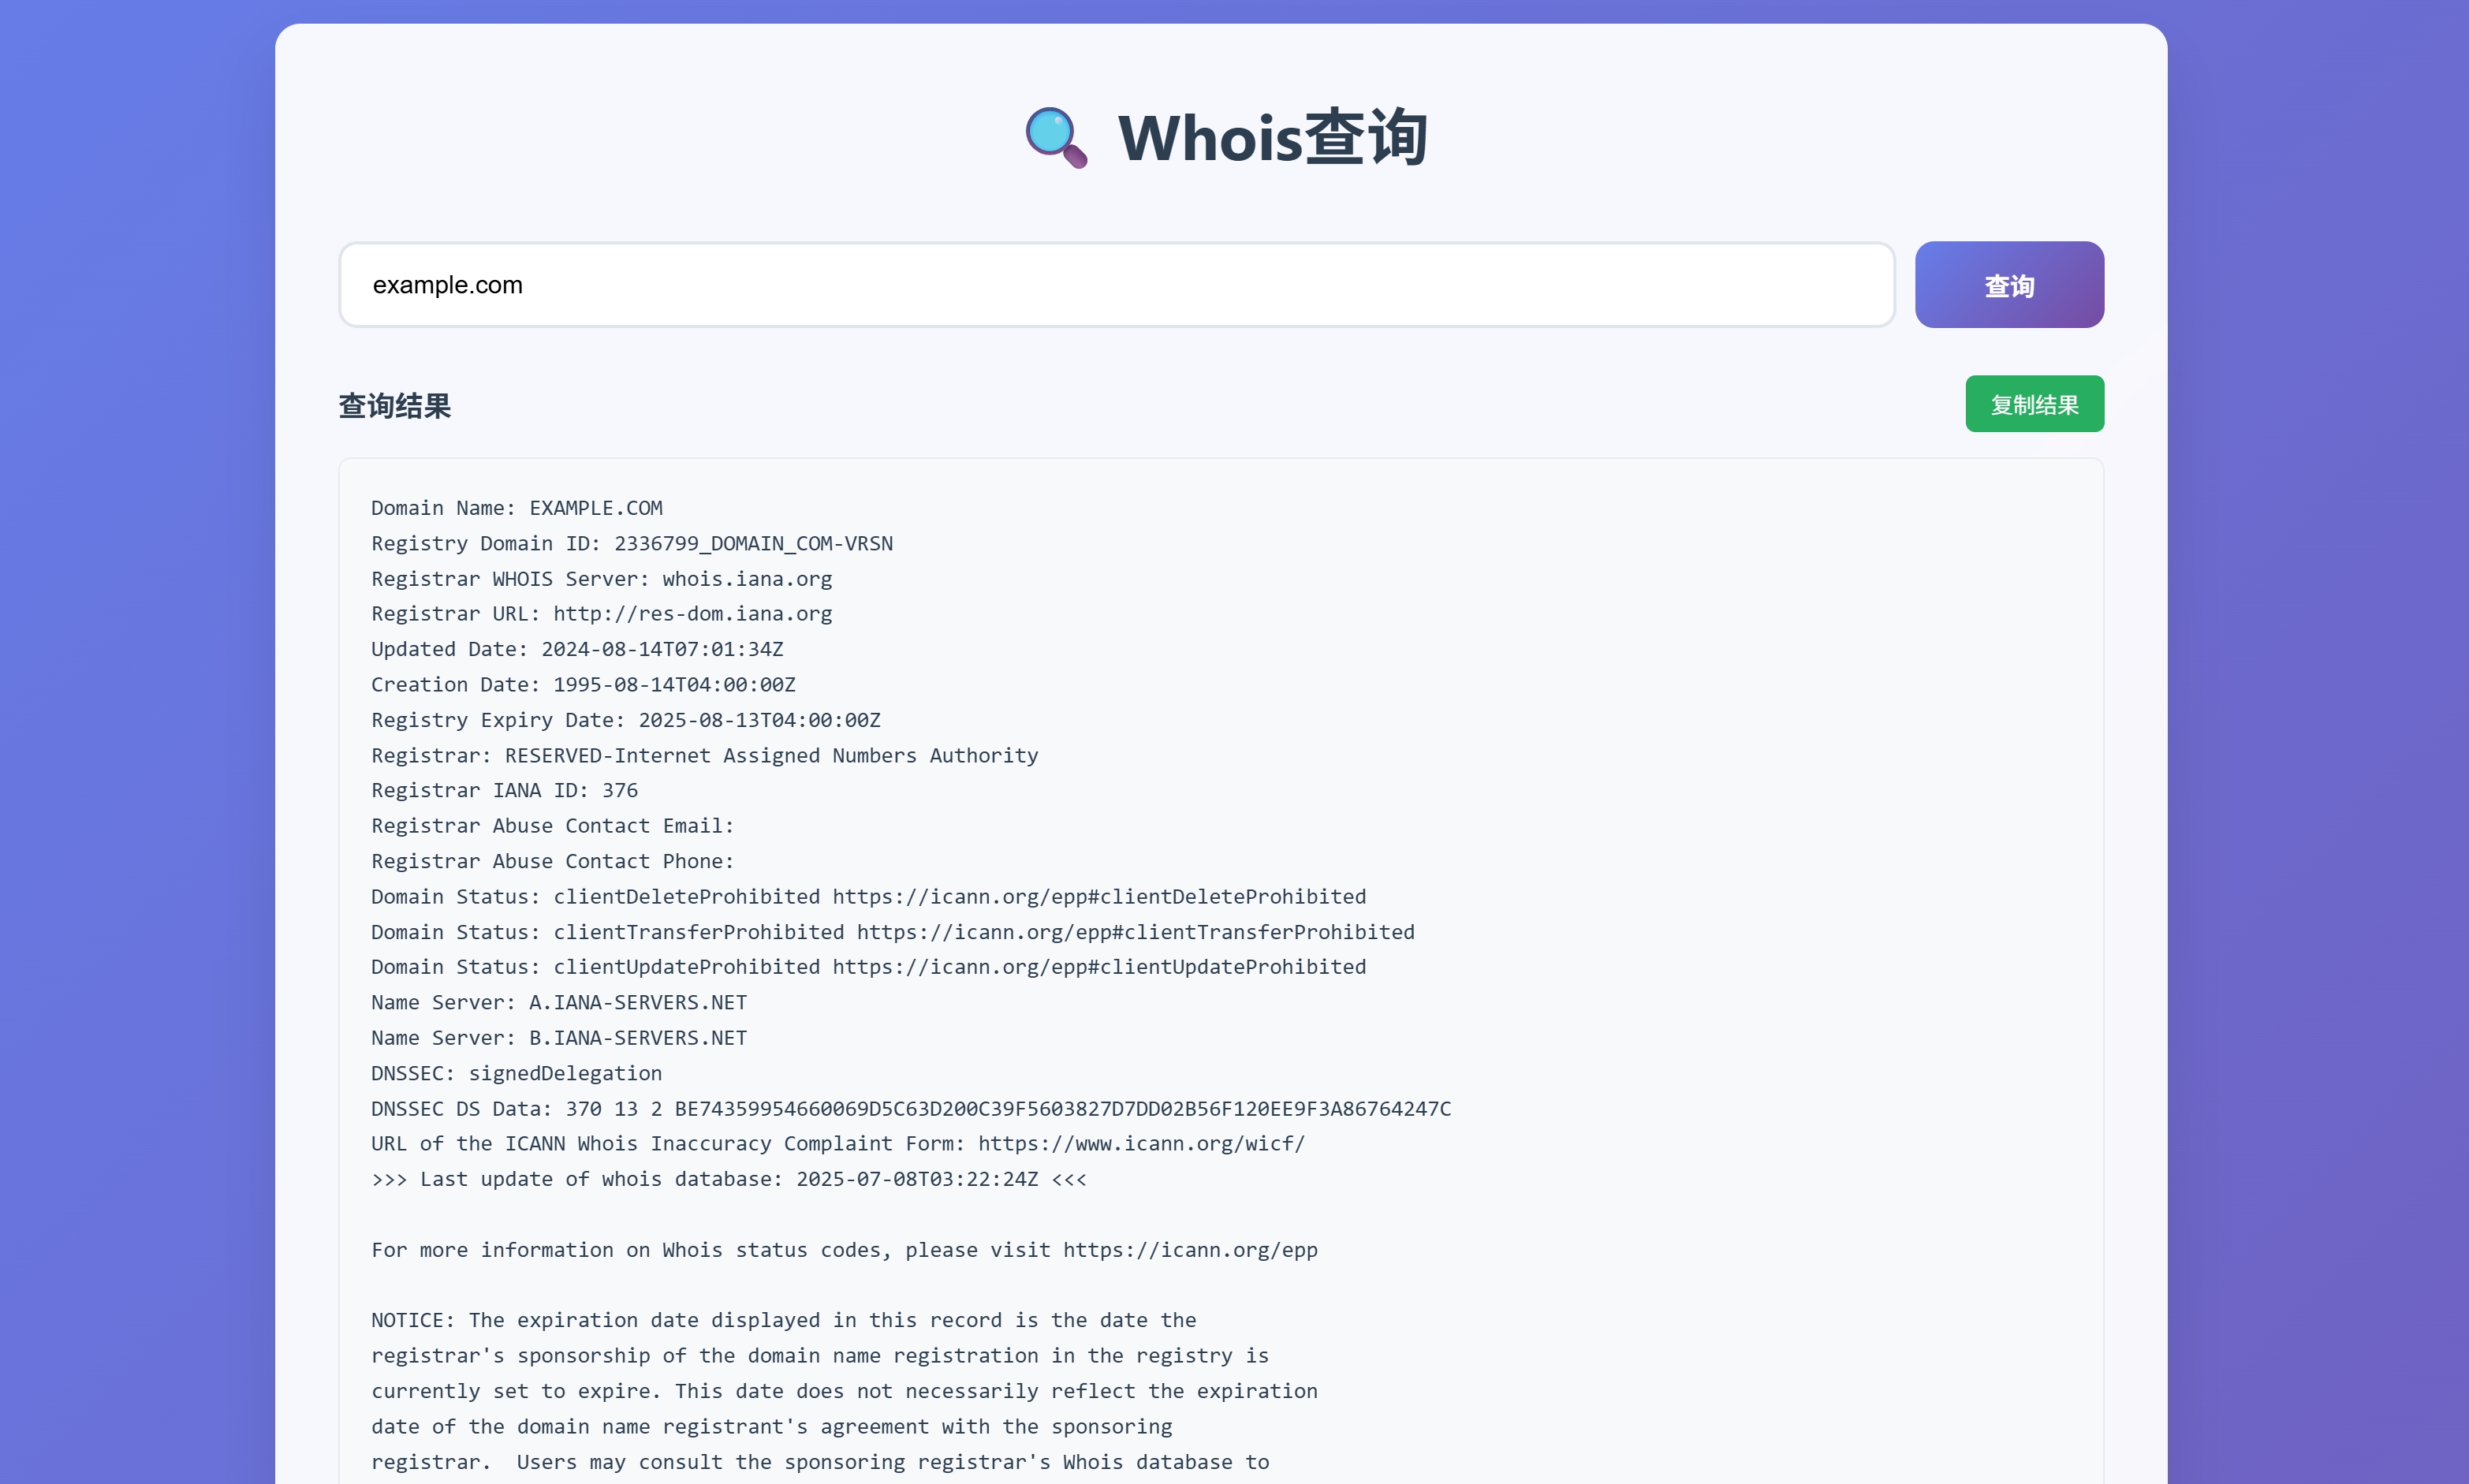 Whois查询
example.com
查询
查询结果
复制结果
Domain Name: EXAMPLE.COM
Registry Domain ID: 2336799_DOMAIN_COM-VRSN
Registrar WHOIS Server: whois.iana.org
Registrar URL: http://res-dom.iana.org
Updated Date: 2024-08-14T07:01:34Z
Creation Date: 1995-08-14T04:00:00Z
Registry Expiry Date: 2025-08-13T04:00:00Z
Registrar: RESERVED-Internet Assigned Numbers Authority
Registrar IANA ID: 376
Registrar Abuse Contact Email:
Registrar Abuse Contact Phone:
Domain Status: clientDeleteProhibited https://icann.org/epp#clientDeleteProhibited
Domain Status: clientTransferProhibited https://icann.org/epp#clientTransferProhibited
Domain Status: clientUpdateProhibited https://icann.org/epp#clientUpdateProhibited
Name Server: A.IANA-SERVERS.NET
Name Server: B.IANA-SERVERS.NET
DNSSEC: signedDelegation
DNSSEC DS Data: 370 13 2 BE74359954660069D5C63D200C39F5603827D7DD02B56F120EE9F3A86764247C
URL of the ICANN Whois Inaccuracy Complaint Form: https://www.icann.org/wicf/
>>> Last update of whois database: 2025-07-08T03:22:24Z <<<
For more information on Whois status codes, please visit https://icann.org/epp
NOTICE: The expiration date displayed in this record is the date the
registrar's sponsorship of the domain name registration in the registry is
currently set to expire. This date does not necessarily reflect the expiration
date of the domain name registrant's agreement with the sponsoring
registrar.  Users may consult the sponsoring registrar's Whois database to